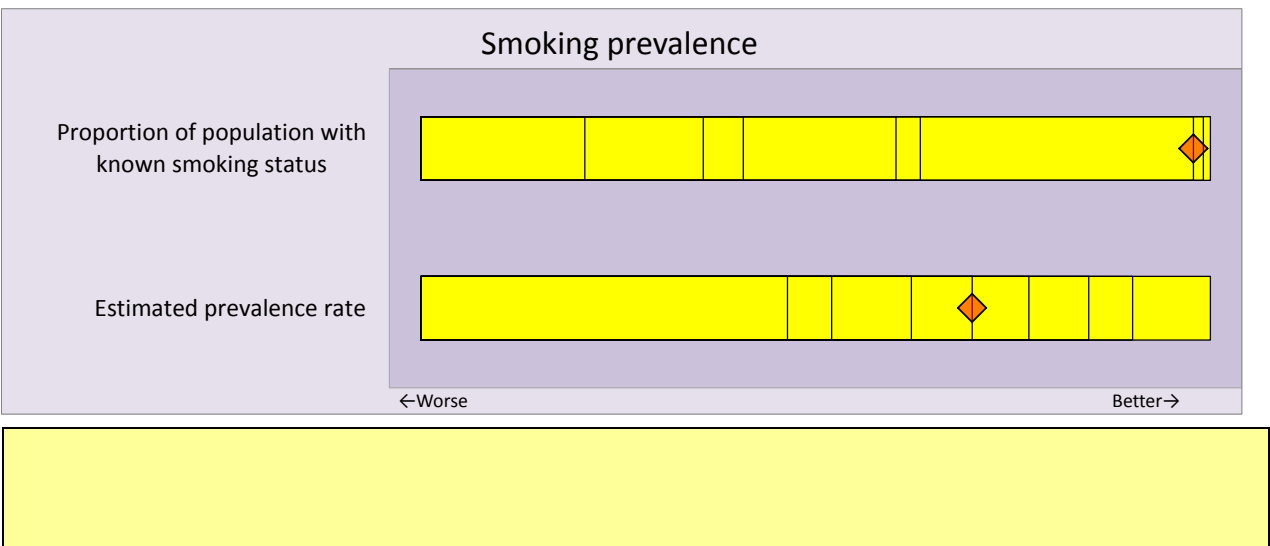 Smoking prevalence
Proportion of population with
known smoking status
Estimated prevalence rate
←Worse
Better→